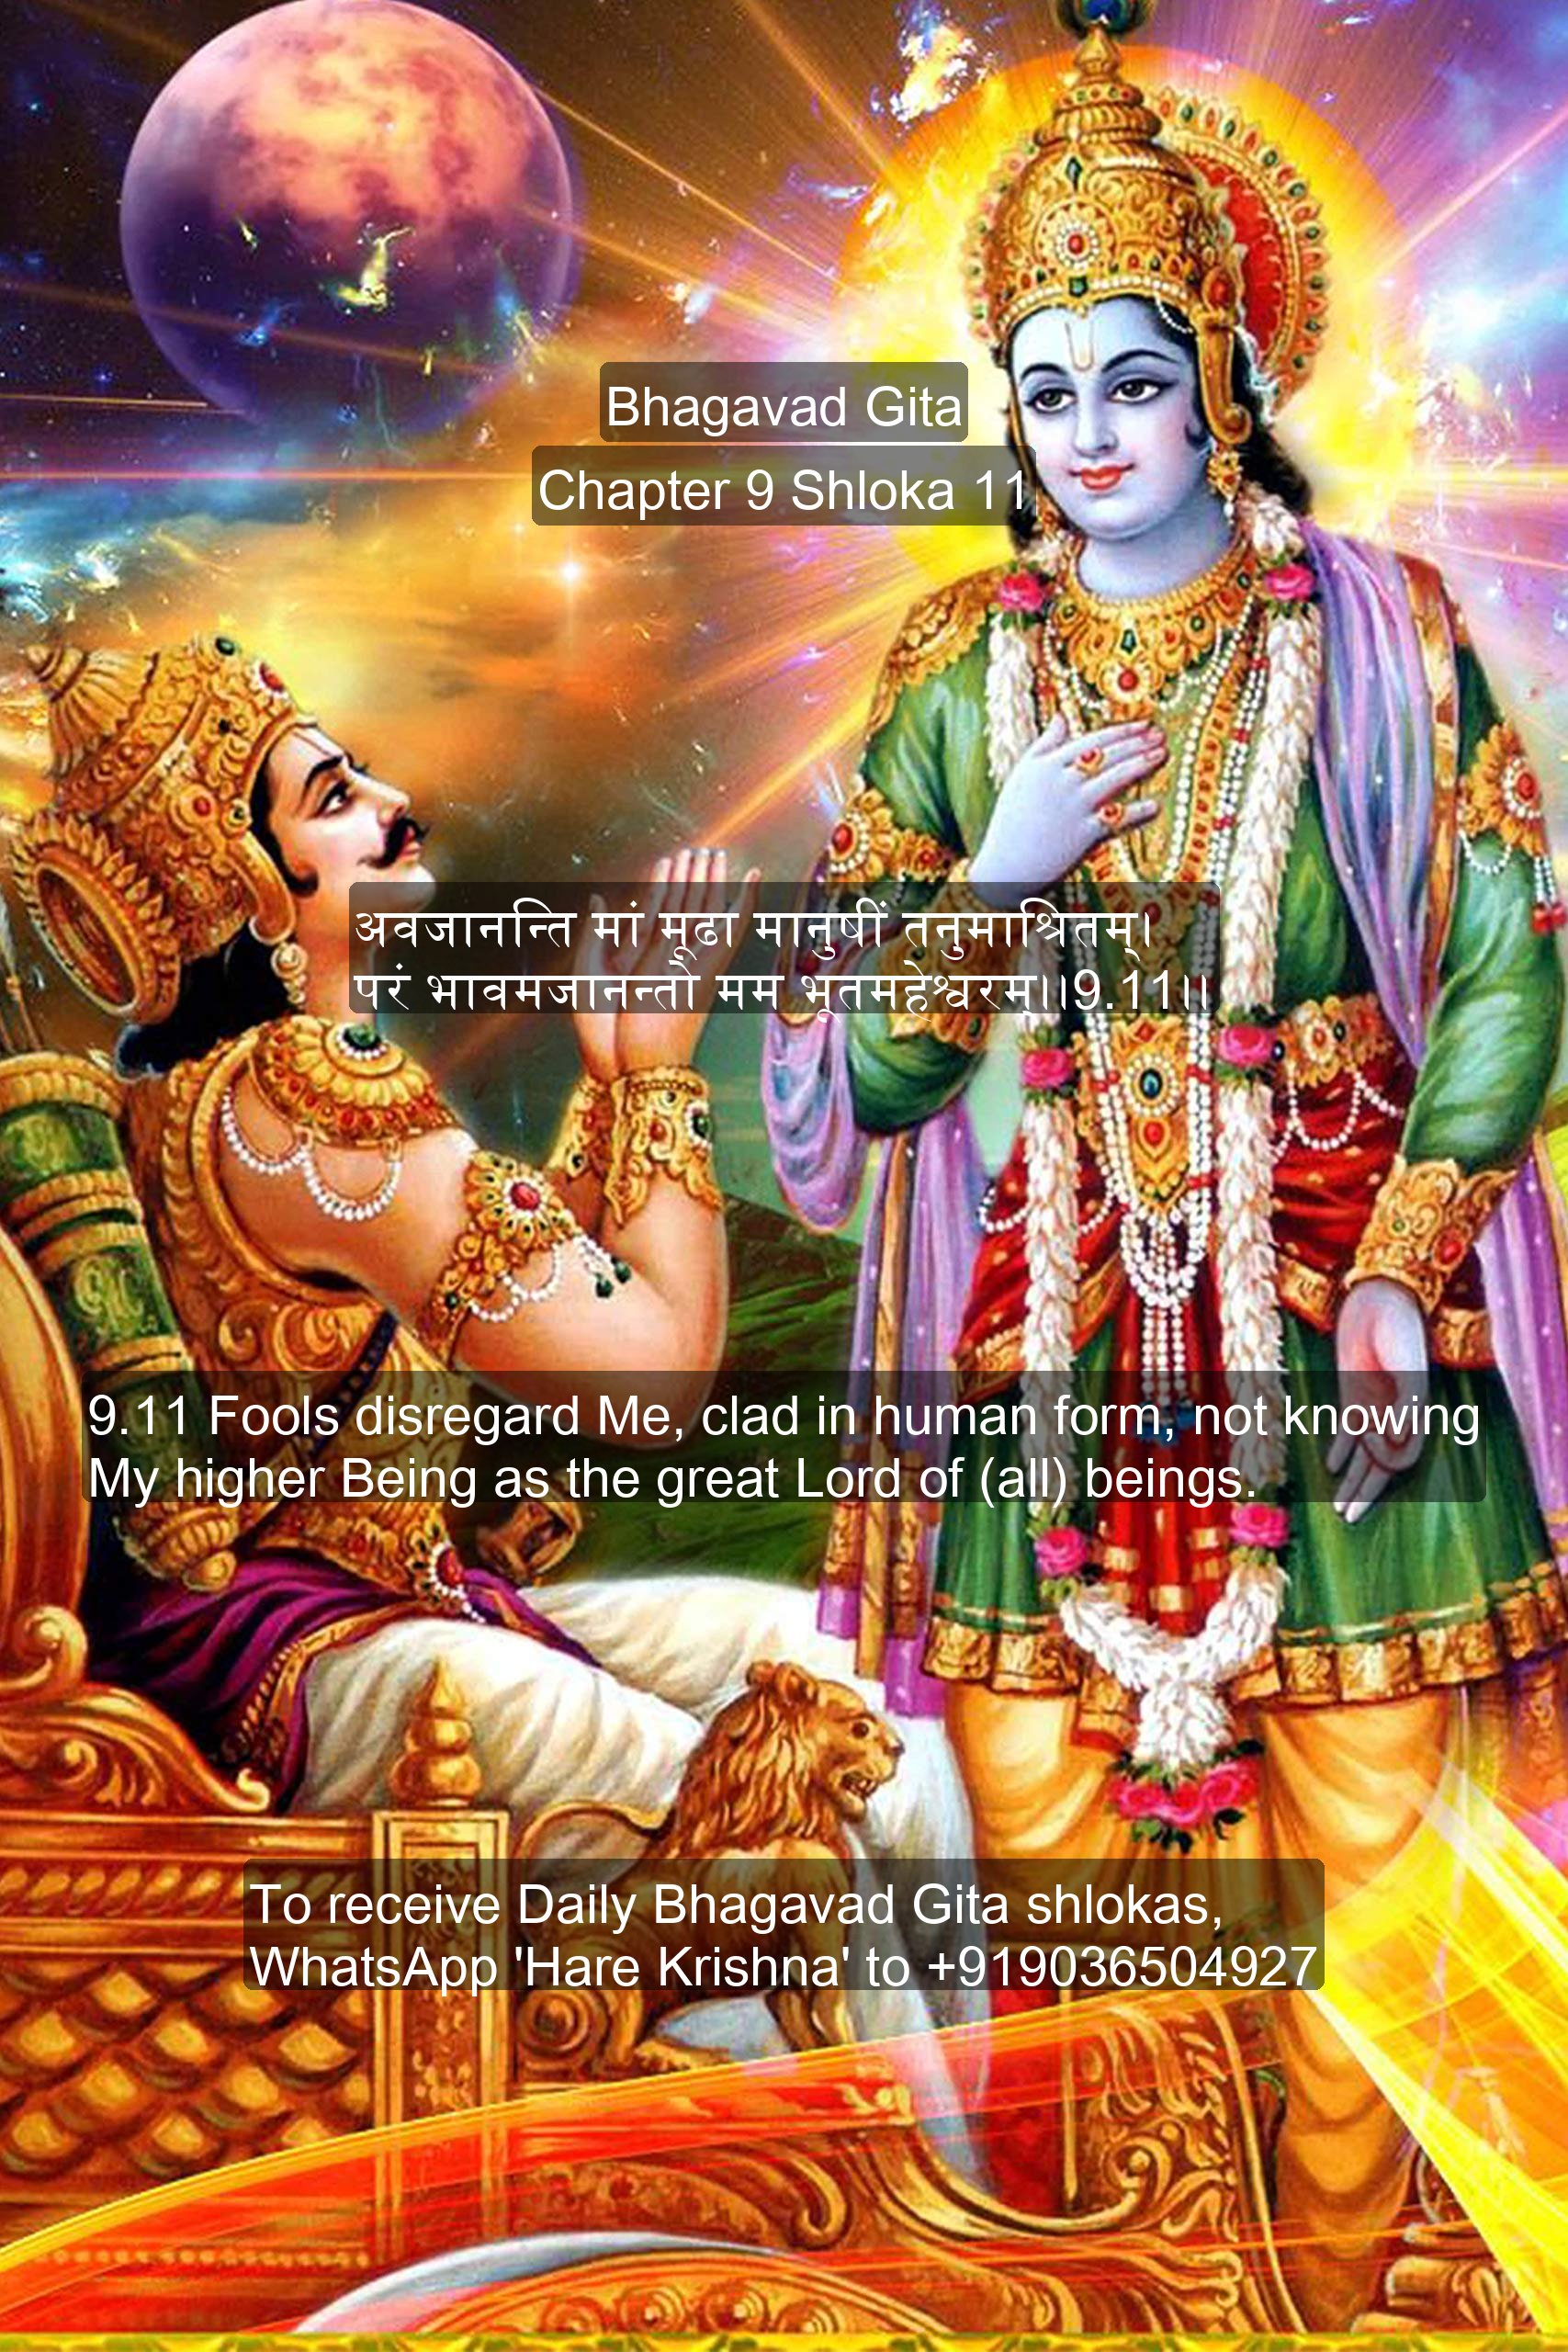 Bhagavad Gita
Chapter 9 Shloka 11
अवजानन्ति मां मूढा मानुषीं तनुमाश्रितम्।
परं भावमजानन्तो मम भूतमहेश्वरम्।।9.11।।
9.11 Fools disregard Me, clad in human form, not knowing
My higher Being as the great Lord of (all) beings.
To receive Daily Bhagavad Gita shlokas,
WhatsApp 'Hare Krishna' to +919036504927